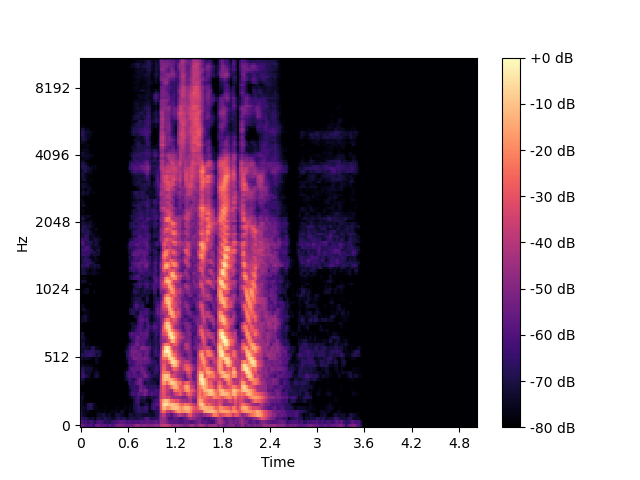 +0 dB
8192
-10 dB
4096
-20 dB
-30 dB
2048
Hz
-40 dB
1024
-50 dB
-60 dB
512
-70 dB
0
-80 dB
0 0.6 1.2 1.8 2.4 3 3.6 4.2 4.8
Time